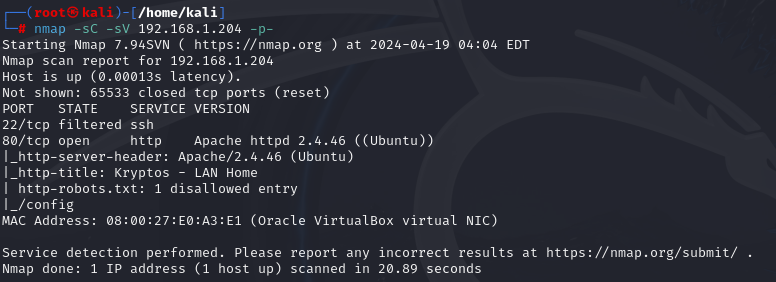 ┌──(root㉿kali)-[/home/kali]
└─# nmap -sC -sV 192.168.1.204 -p-
Starting Nmap 7.94SVN ( https://nmap.org ) at 2024-04-19 04:04 EDT
Nmap scan report for 192.168.1.204
Host is up (0.00013s latency).
Not shown: 65533 closed tcp ports (reset)
PORT   STATE    SERVICE VERSION
22/tcp filtered ssh
80/tcp open     http    Apache httpd 2.4.46 ((Ubuntu))
|_http-server-header: Apache/2.4.46 (Ubuntu)
|_http-title: Kryptos - LAN Home
| http-robots.txt: 1 disallowed entry
|_/config
MAC Address: 08:00:27:E0:A3:E1 (Oracle VirtualBox virtual NIC)

Service detection performed. Please report any incorrect results at https://nmap.org/submit/ .
Nmap done: 1 IP address (1 host up) scanned in 20.89 seconds